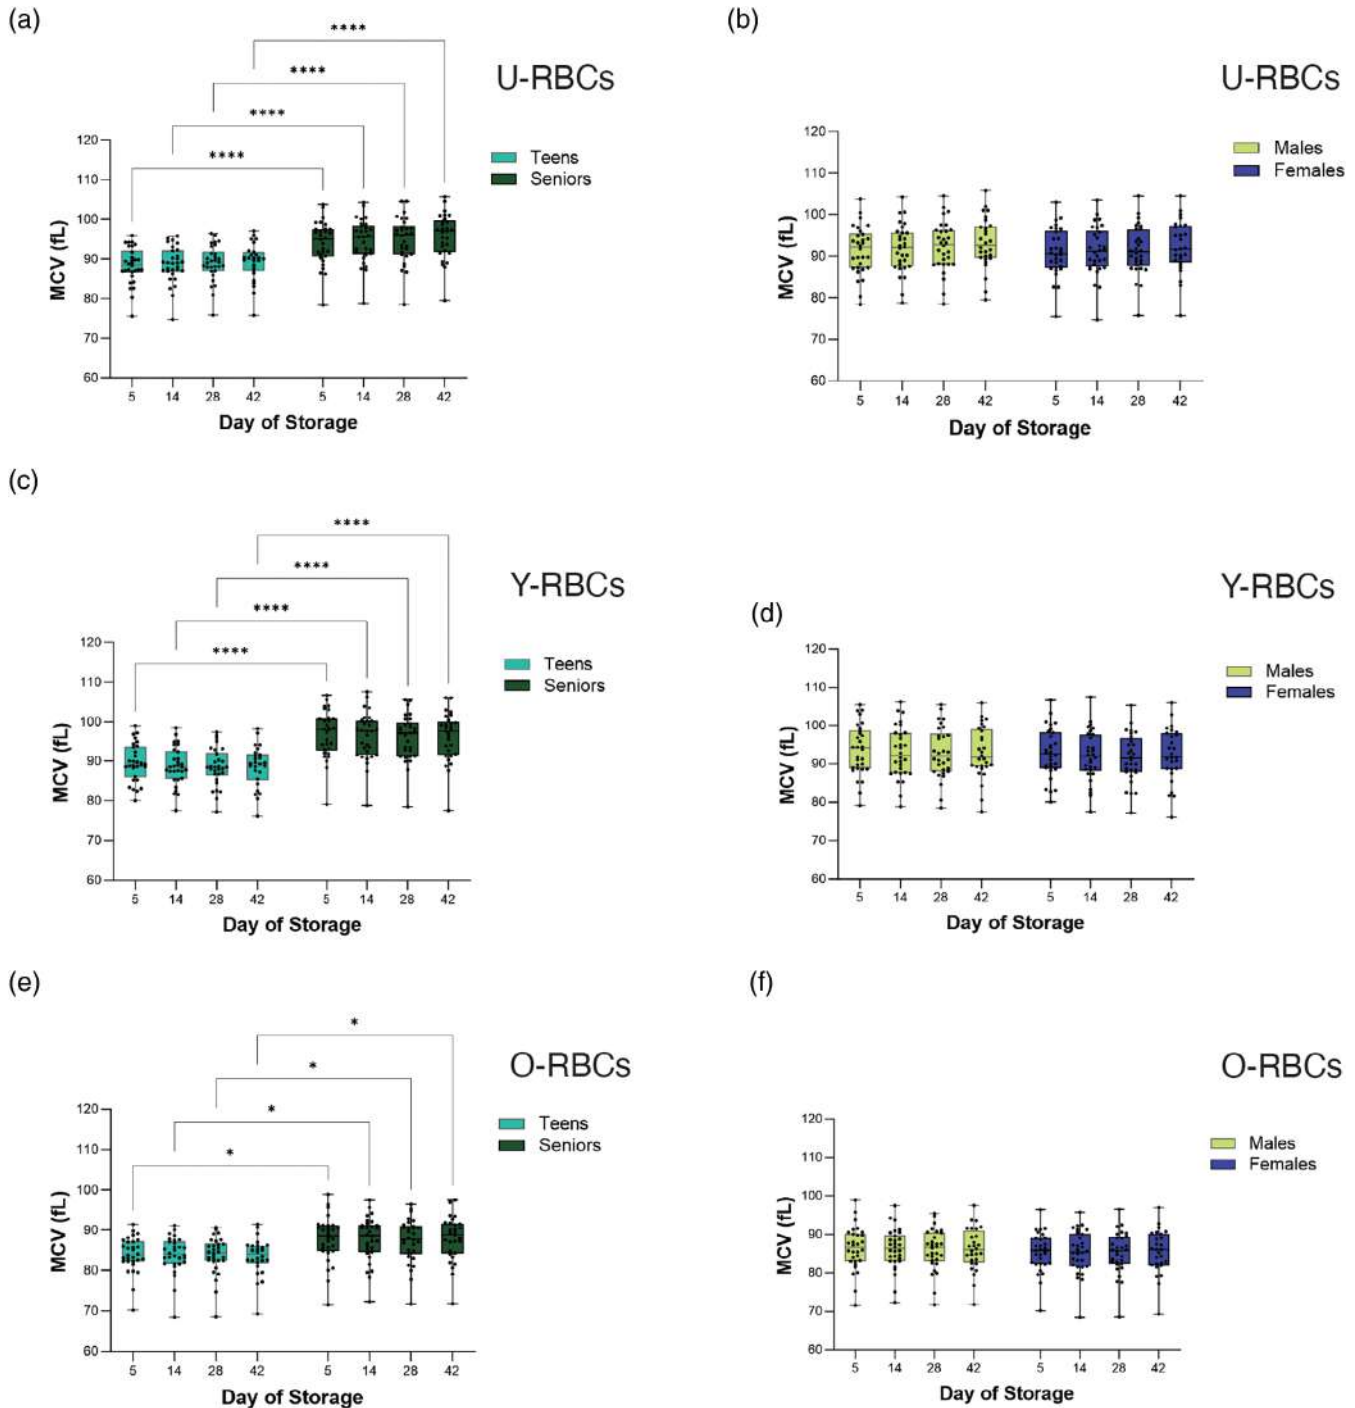 (a)
****
****
****
****
U-RBCs
Teens
Seniors
120
110
100
90
80
70
60
MCV (fL)
5 14 28 42 5 14 28 42
Day of Storage
(b)
U-RBCs
Males
Females
120
110
100
90
80
70
60
MCV (fL)
5 14 28 42 5 14 28 42
Day of Storage
(c)
****
****
****
****
Y-RBCs
Teens
Seniors
120
110
100
90
80
70
60
MCV (fL)
5 14 28 42 5 14 28 42
Day of Storage
(d)
Y-RBCs
Males
Females
120
110
100
90
80
70
60
MCV (fL)
5 14 28 42 5 14 28 42
Day of Storage
(e)
*
*
*
*
O-RBCs
Teens
Seniors
120
110
100
90
80
70
60
MCV (fL)
5 14 28 42 5 14 28 42
Day of Storage
(f)
O-RBCs
Males
Females
120
110
100
90
80
70
60
MCV (fL)
5 14 28 42 5 14 28 42
Day of Storage